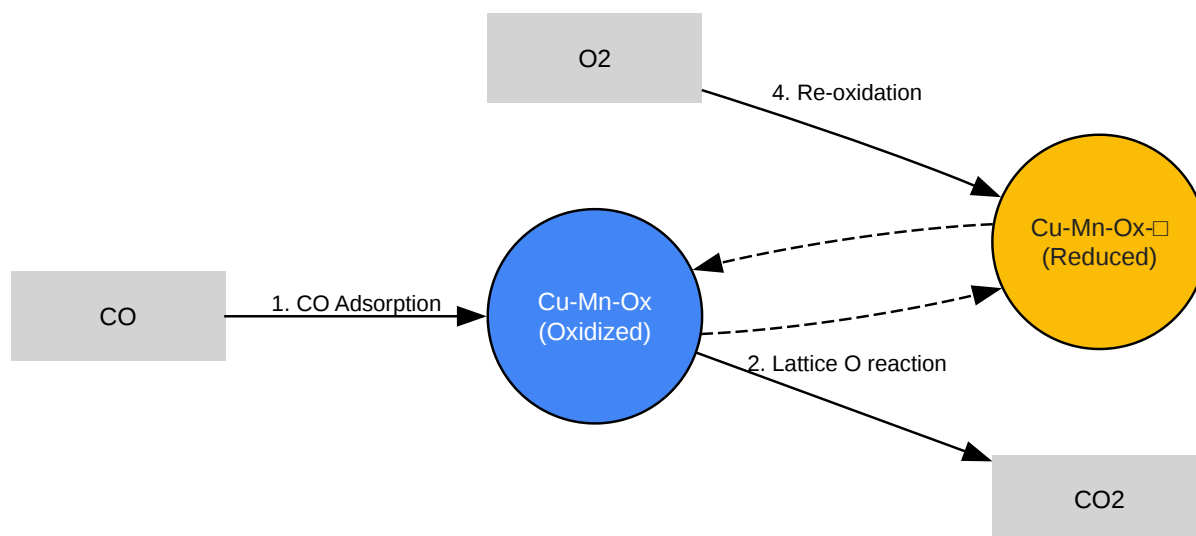 O2
4. Re-oxidation
Cu-Mn-Ox-□
(Reduced)
CO
1. CO Adsorption
Cu-Mn-Ox
(Oxidized)
2. Lattice O reaction
CO2